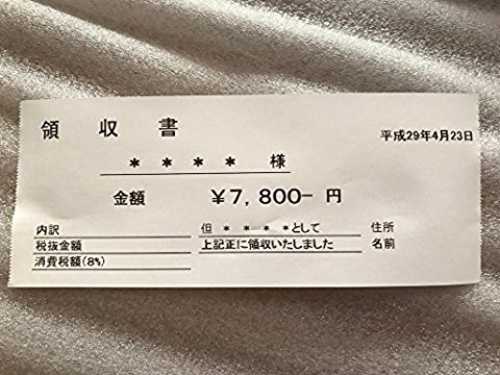 領収書
平成29年4月23日
＊＊＊＊ 様
金額 ￥7,800－ 円
内訳 但＊＊＊＊として 住所
税抜金額 上記正に領収いたしました 名前
消費税額(8%)